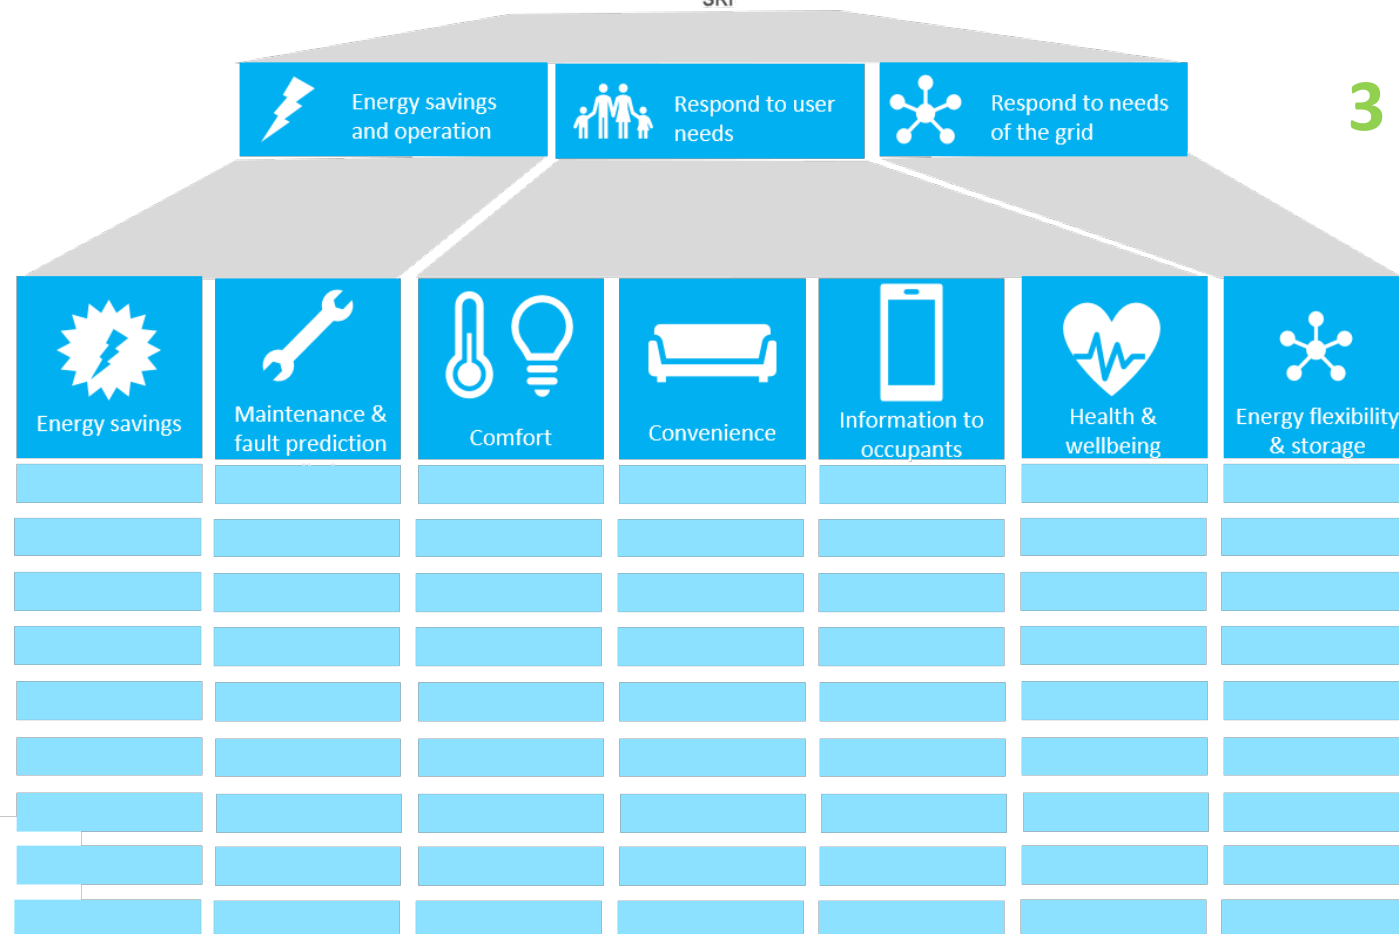 SRI
Energy savings
and operation
Respond to user
needs
Respond to needs
of the grid
3
Energy savings
Maintenance &
fault prediction
Comfort
Convenience
Information to
occupants
Health &
wellbeing
Energy flexibility
& storage